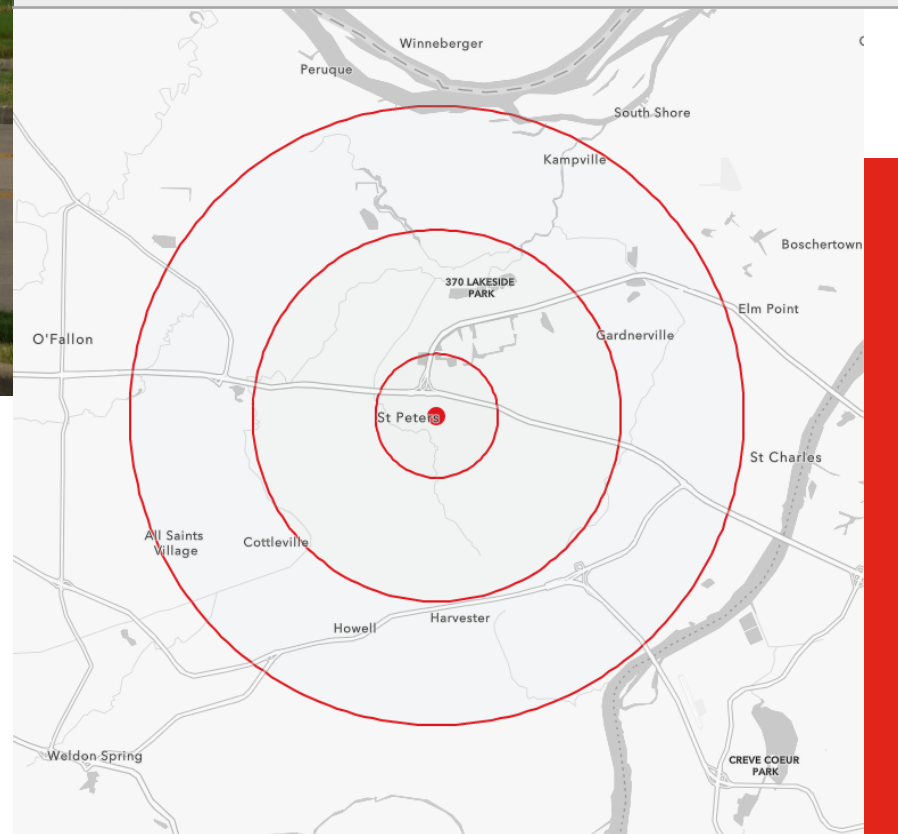 Winneberger
Peruque
South Shore
Kampville
Boschertown
370 LAKESIDE
PARK
Elm Point
O'Fallon
Gardnerville
St Peters
St Charles
All Saints
Village
Cottleville
Harvester
Howell
Weldon Spring
CREVE COEUR
PARK